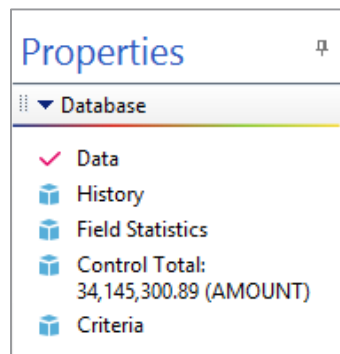 Properties
Database
Data
History
Field Statistics
Control Total:
34,145,300.89 (AMOUNT)
Criteria